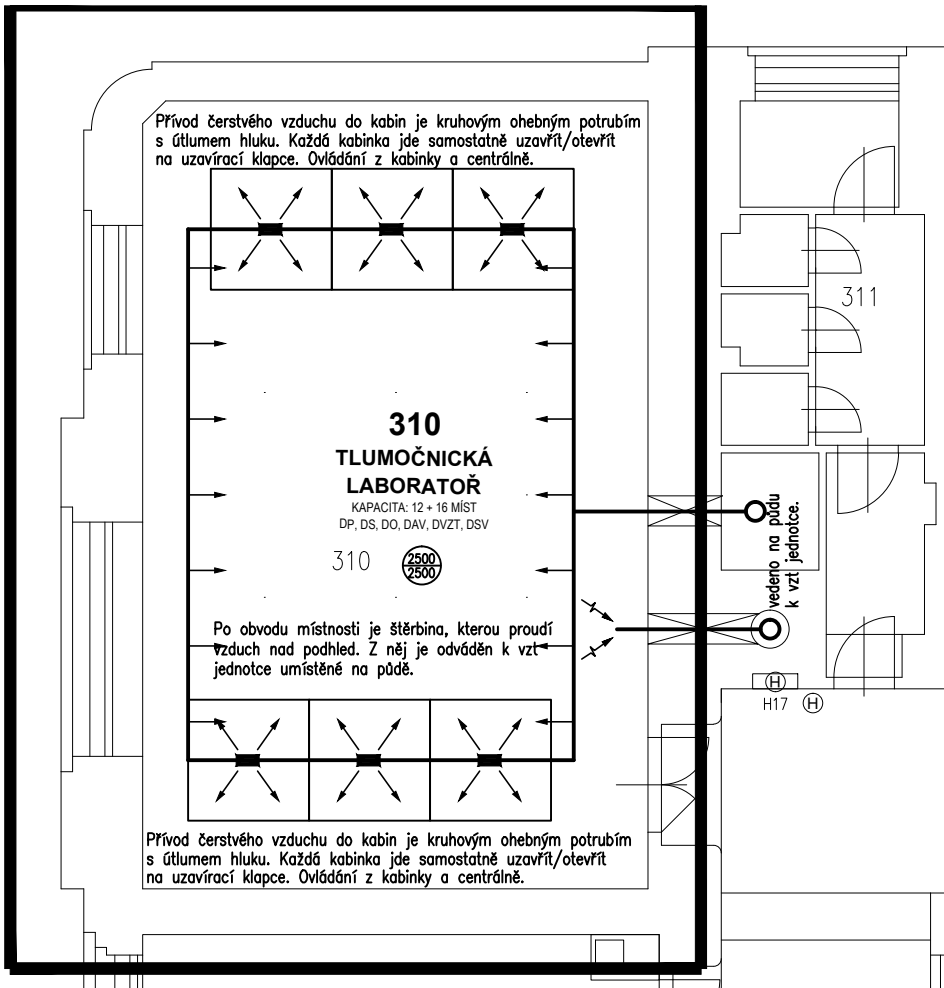 Přívod čerstvého vzduchu do kabin je kruhovým ohebným potrubím
s útlumem hluku. Každá kabinka jde samostatně uzavřít/otevřít
na uzavírací klapce. Ovládání z kabinky a centrálně.
311
310
TLUMOČNICKÁ
LABORATOŘ
KAPACITA: 12 + 16 MÍST
DP, DS, DO, DAV, DVZT, DSV
310
2500
2500
vedeno na půdu
k vzt jednotce.
Po obvodu místnosti je štěrbina, kterou proudí
vzduch nad podhled. Z něj je odváděn k vzt
jednotce umístěné na půdě.
H
H17 H
Přívod čerstvého vzduchu do kabin je kruhovým ohebným potrubím
s útlumem hluku. Každá kabinka jde samostatně uzavřít/otevřít
na uzavírací klapce. Ovládání z kabinky a centrálně.